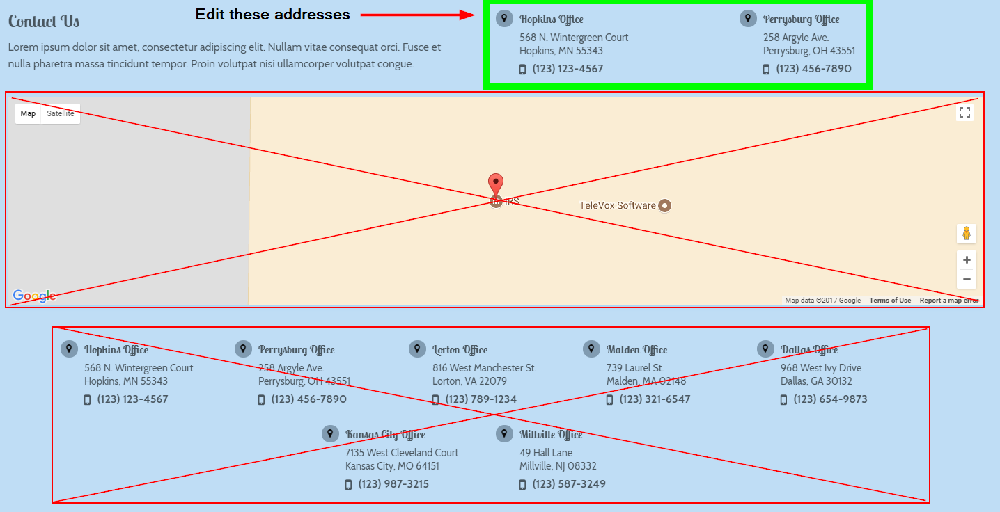 Edit these addresses
Contact Us
Lorem ipsum dolor sit amet, consectetur adipiscing elit. Nullam vitae consequat orci. Fusce et
nulla pharetra massa tincidunt tempor. Proin volutpat nisi ullamcorper volutpat congue.
Hopkins Office
568 N. Wintergreen Court
Hopkins, MN 55343
(123) 123-4567
Perrysburg Office
258 Argyle Ave.
Perrysburg, OH 43551
(123) 456-7890
Map Satellite
IRS
TeleVox Software
Google
Map data ©2017 Google Terms of Use Report a map error
Hopkins Office
568 N. Wintergreen Court
Hopkins, MN 55343
(123) 123-4567
Perrysburg Office
258 Argyle Ave.
Perrysburg, OH 43551
(123) 456-7890
Lorton Office
816 West Manchester St.
Lorton, VA 22079
(123) 789-1234
Malden Office
739 Laurel St.
Malden, MA 02148
(123) 321-6547
Dallas Office
968 West Ivy Drive
Dallas, GA 30132
(123) 654-9873
Kansas City Office
7135 West Cleveland Court
Kansas City, MO 64151
(123) 987-3215
Millville Office
49 Hall Lane
Millville, NJ 08332
(123) 587-3249